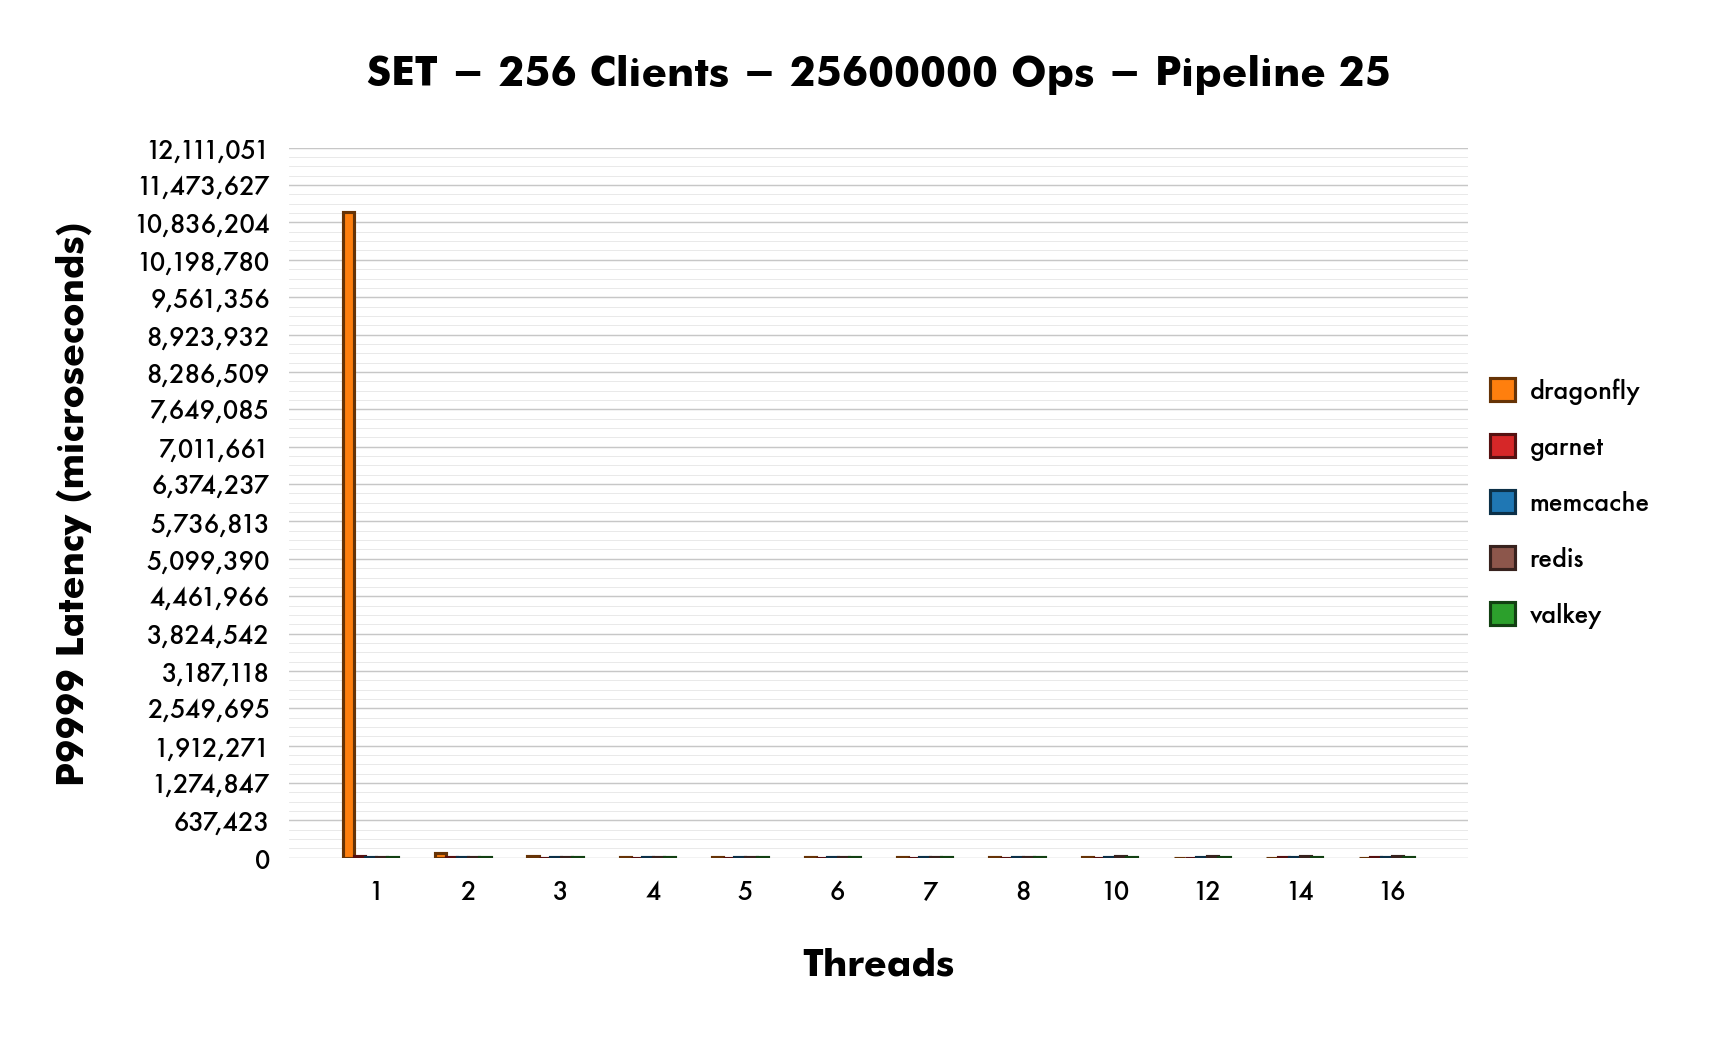 SET – 256 Clients – 25600000 Ops – Pipeline 25
P9999 Latency (microseconds)
12,111,051
11,473,627
10,836,204
10,198,780
9,561,356
8,923,932
8,286,509
7,649,085
7,011,661
6,374,237
5,736,813
5,099,390
4,461,966
3,824,542
3,187,118
2,549,695
1,912,271
1,274,847
637,423
0
1 2 3 4 5 6 7 8 10 12 14 16
Threads
dragonfly
garnet
memcache
redis
valkey